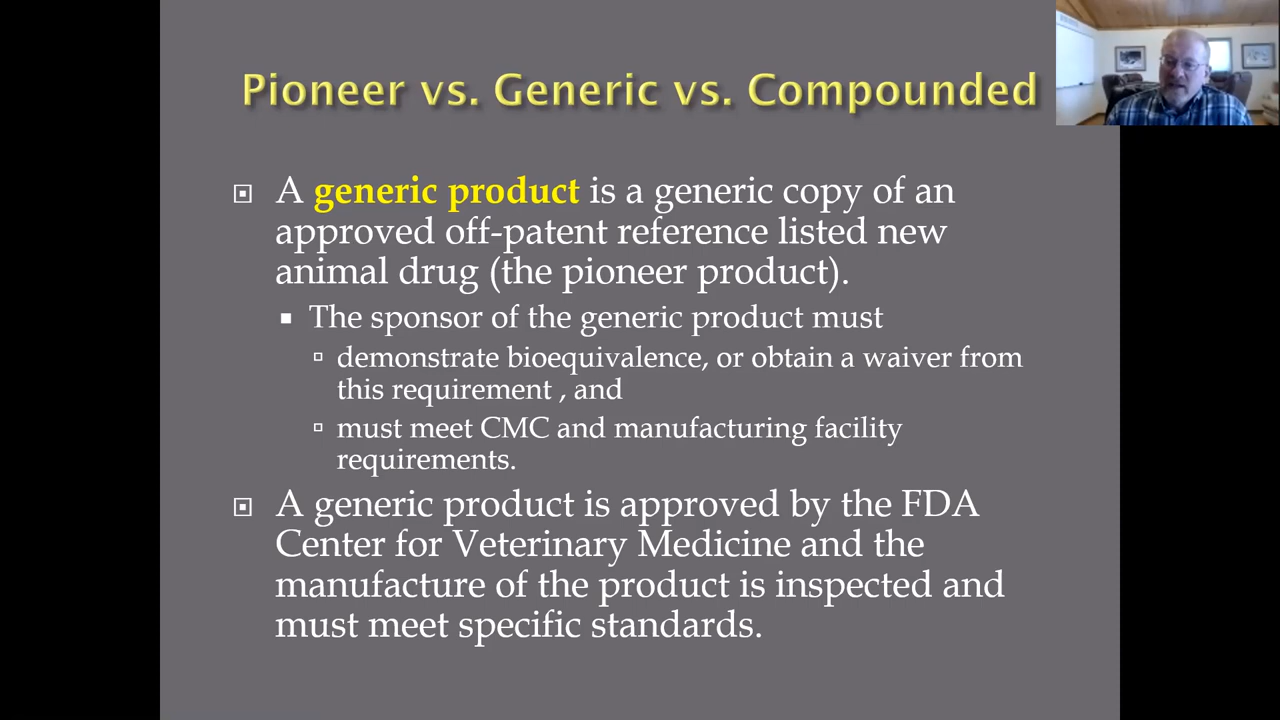 Pioneer vs. Generic vs. Compounded
A generic product is a generic copy of an
approved off-patent reference listed new
animal drug (the pioneer product).
The sponsor of the generic product must
demonstrate bioequivalence, or obtain a waiver from
this requirement , and
must meet CMC and manufacturing facility
requirements.
A generic product is approved by the FDA
Center for Veterinary Medicine and the
manufacture of the product is inspected and
must meet specific standards.